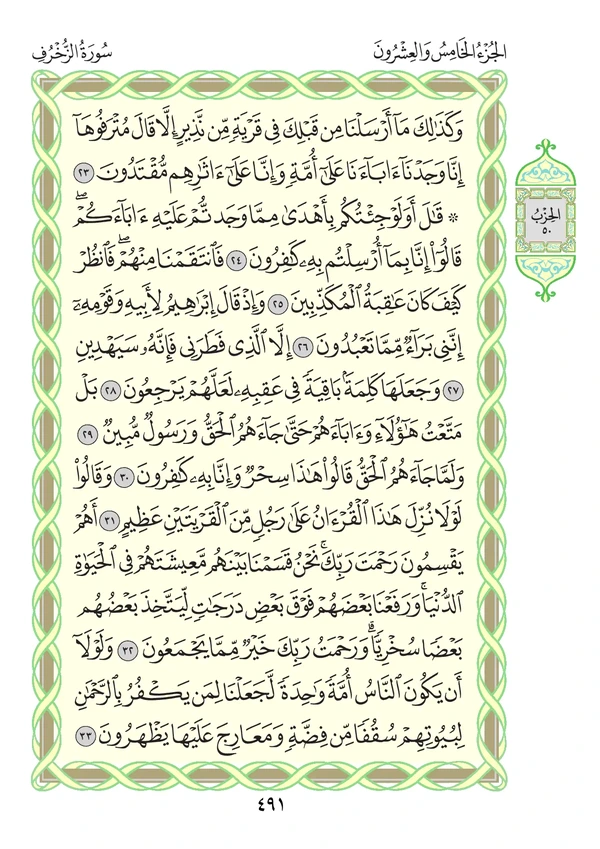 الجُزْءُ الخَامِسُ وَالعِشْرُونَ
سُورَةُ الزُّخْرُفِ
وَكَذَٰلِكَ مَآ أَرْسَلْنَا مِن قَبْلِكَ فِى قَرْيَةٍ مِّن نَّذِيرٍ إِلَّا قَالَ مُتْرَفُوهَآ
إِنَّا وَجَدْنَآ ءَابَآءَنَا عَلَىٰٓ أُمَّةٍ وَإِنَّا عَلَىٰٓ ءَاثَٰرِهِم مُّقْتَدُونَ ٢٣
۞ قَٰلَ أَوَلَوْ جِئْتُكُم بِأَهْدَىٰ مِمَّا وَجَدتُّمْ عَلَيْهِ ءَابَآءَكُمْ ۖ
قَالُوٓا۟ إِنَّا بِمَآ أُرْسِلْتُم بِهِۦ كَٰفِرُونَ ٢٤ فَٱنتَقَمْنَا مِنْهُمْ ۖ فَٱنظُرْ
كَيْفَ كَانَ عَٰقِبَةُ ٱلْمُكَذِّبِينَ ٢٥ وَإِذْ قَالَ إِبْرَٰهِيمُ لِأَبِيهِ وَقَوْمِهِۦٓ
إِنَّنِى بَرَآءٌ مِّمَّا تَعْبُدُونَ ٢٦ إِلَّا ٱلَّذِى فَطَرَنِى فَإِنَّهُۥ سَيَهْدِينِ
٢٧ وَجَعَلَهَا كَلِمَةًۢ بَاقِيَةً فِى عَقِبِهِۦ لَعَلَّهُمْ يَرْجِعُونَ ٢٨ بَلْ
مَتَّعْتُ هَٰٓؤُلَآءِ وَءَابَآءَهُمْ حَتَّىٰ جَآءَهُمُ ٱلْحَقُّ وَرَسُولٌ مُّبِينٌ ٢٩
وَلَمَّا جَآءَهُمُ ٱلْحَقُّ قَالُوا۟ هَٰذَا سِحْرٌ وَإِنَّا بِهِۦ كَٰفِرُونَ ٣٠ وَقَالُوا۟
لَوْلَا نُزِّلَ هَٰذَا ٱلْقُرْءَانُ عَلَىٰ رَجُلٍ مِّنَ ٱلْقَرْيَتَيْنِ عَظِيمٍ ٣١ أَهُمْ
يَقْسِمُونَ رَحْمَتَ رَبِّكَ ۚ نَحْنُ قَسَمْنَا بَيْنَهُم مَّعِيشَتَهُمْ فِى ٱلْحَيَوٰةِ
ٱلدُّنْيَا ۚ وَرَفَعْنَا بَعْضَهُمْ فَوْقَ بَعْضٍ دَرَجَٰتٍ لِّيَتَّخِذَ بَعْضُهُم
بَعْضًا سُخْرِيًّا ۗ وَرَحْمَتُ رَبِّكَ خَيْرٌ مِّمَّا يَجْمَعُونَ ٣٢ وَلَوْلَآ
أَن يَكُونَ ٱلنَّاسُ أُمَّةً وَٰحِدَةً لَّجَعَلْنَا لِمَن يَكْفُرُ بِٱلرَّحْمَٰنِ
لِبُيُوتِهِمْ سُقُفًا مِّن فِضَّةٍ وَمَعَارِجَ عَلَيْهَا يَظْهَرُونَ ٣٣
الحِزْبُ
٥٠
٤٩١